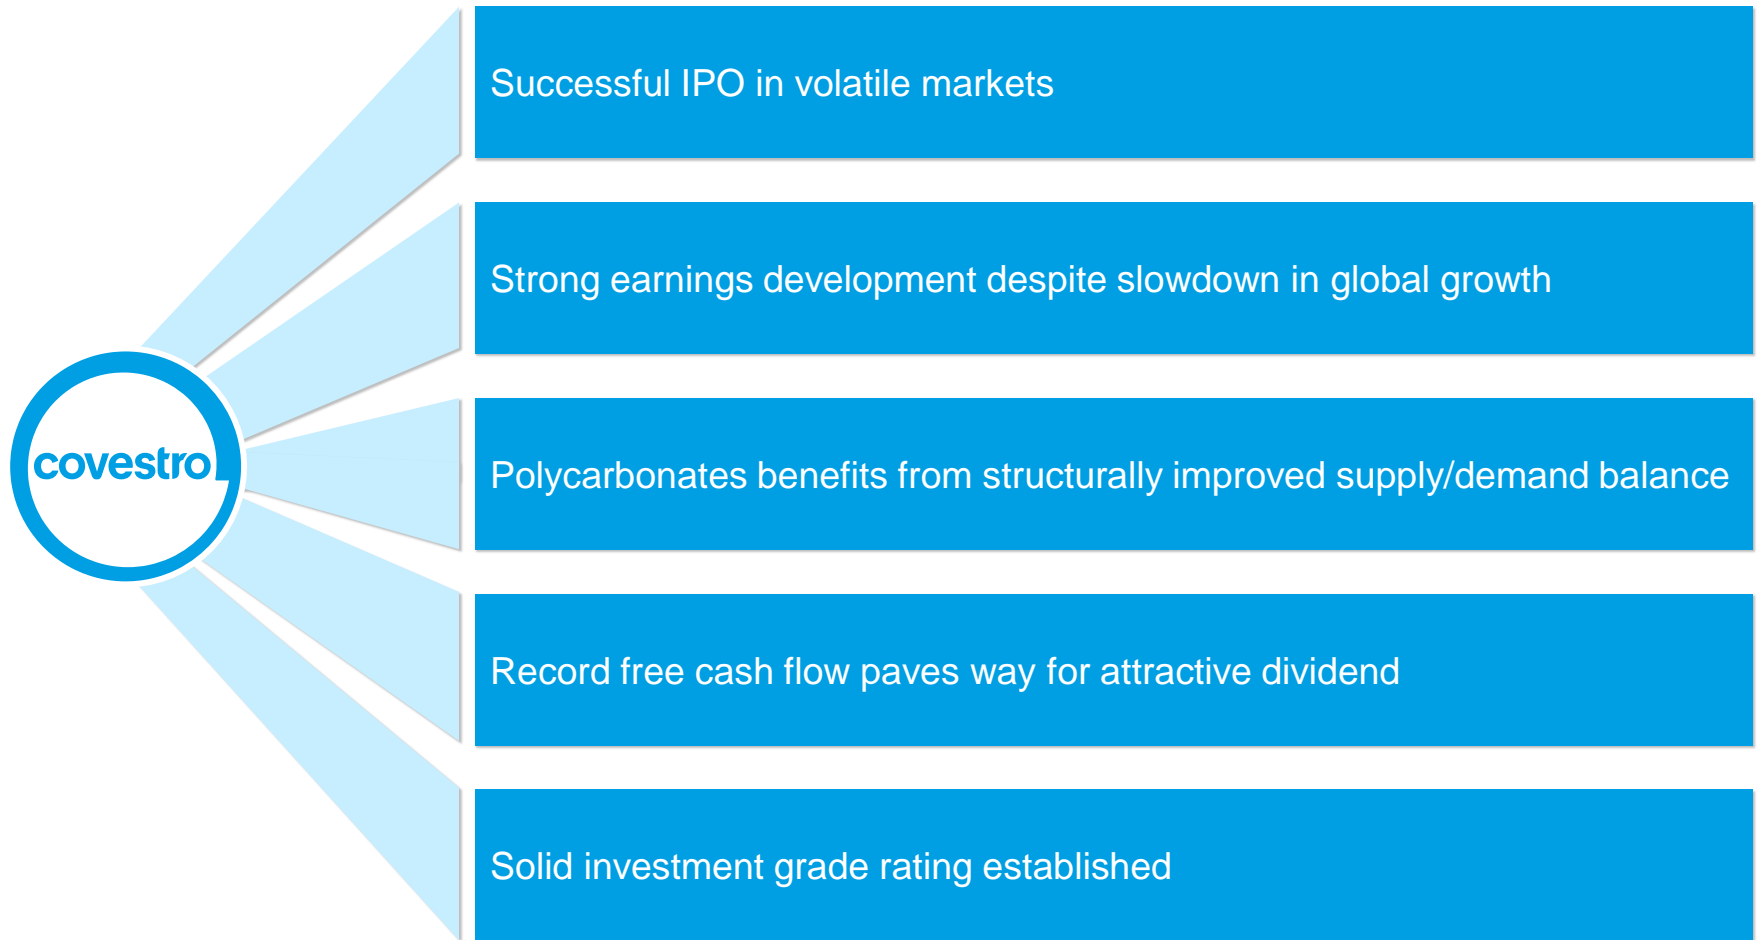 Successful IPO in volatile markets
Strong earnings development despite slowdown in global growth
covestro
Polycarbonates benefits from structurally improved supply/demand balance
Record free cash flow paves way for attractive dividend
Solid investment grade rating established